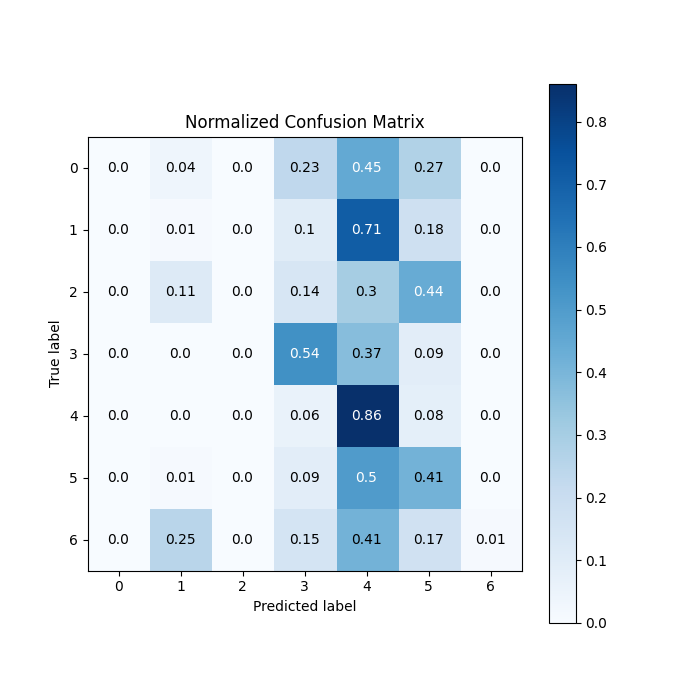 Normalized Confusion Matrix
0 0.0 0.04 0.0 0.23 0.45 0.27 0.0
1 0.0 0.01 0.0 0.1 0.71 0.18 0.0
2 0.0 0.11 0.0 0.14 0.3 0.44 0.0
3 0.0 0.0 0.0 0.54 0.37 0.09 0.0
4 0.0 0.0 0.0 0.06 0.86 0.08 0.0
5 0.0 0.01 0.0 0.09 0.5 0.41 0.0
6 0.0 0.25 0.0 0.15 0.41 0.17 0.01
0 1 2 3 4 5 6
Predicted label
True label
0.8
0.7
0.6
0.5
0.4
0.3
0.2
0.1
0.0